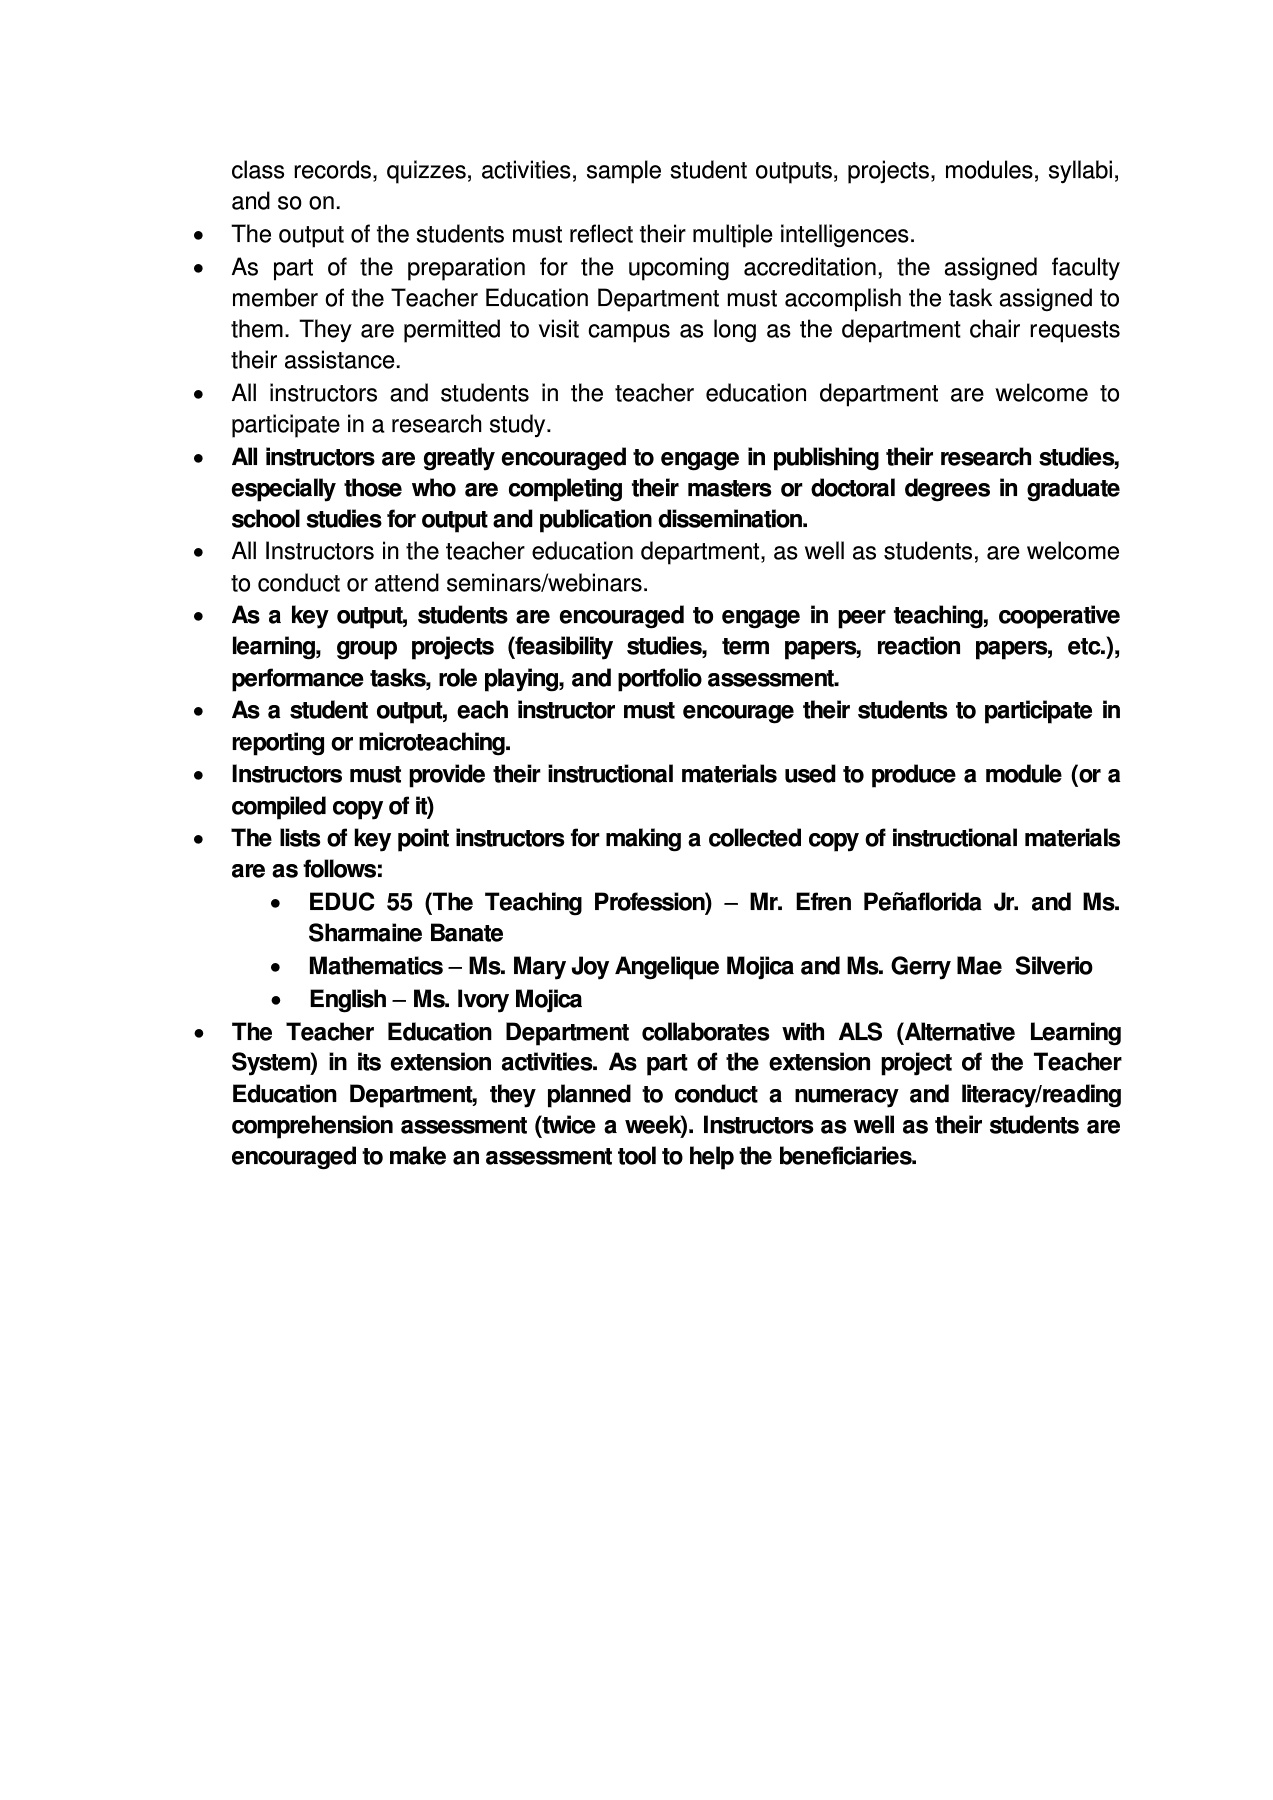 class records, quizzes, activities, sample student outputs, projects, modules, syllabi,
and so on.
• The output of the students must reflect their multiple intelligences.
• As part of the preparation for the upcoming accreditation, the assigned faculty
member of the Teacher Education Department must accomplish the task assigned to
them. They are permitted to visit campus as long as the department chair requests
their assistance.
• All instructors and students in the teacher education department are welcome to
participate in a research study.
• All instructors are greatly encouraged to engage in publishing their research studies,
especially those who are completing their masters or doctoral degrees in graduate
school studies for output and publication dissemination.
• All Instructors in the teacher education department, as well as students, are welcome
to conduct or attend seminars/webinars.
• As a key output, students are encouraged to engage in peer teaching, cooperative
learning, group projects (feasibility studies, term papers, reaction papers, etc.),
performance tasks, role playing, and portfolio assessment.
• As a student output, each instructor must encourage their students to participate in
reporting or microteaching.
• Instructors must provide their instructional materials used to produce a module (or a
compiled copy of it)
• The lists of key point instructors for making a collected copy of instructional materials
are as follows:
• EDUC 55 (The Teaching Profession) – Mr. Efren Peñaflorida Jr. and Ms.
Sharmaine Banate
• Mathematics – Ms. Mary Joy Angelique Mojica and Ms. Gerry Mae Silverio
• English – Ms. Ivory Mojica
• The Teacher Education Department collaborates with ALS (Alternative Learning
System) in its extension activities. As part of the extension project of the Teacher
Education Department, they planned to conduct a numeracy and literacy/reading
comprehension assessment (twice a week). Instructors as well as their students are
encouraged to make an assessment tool to help the beneficiaries.